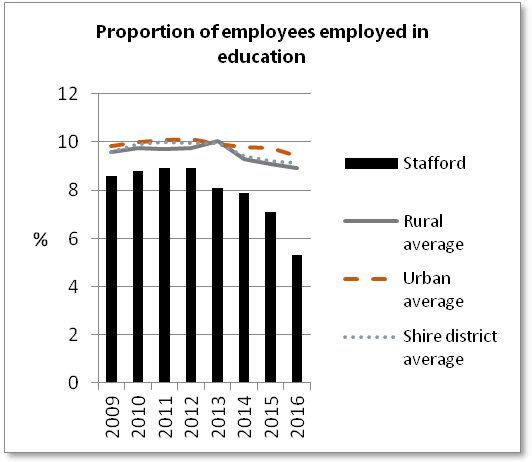 Proportion of employees employed in
education
12
10
8
6
4
2
0
%
2009
2010
2011
2012
2013
2014
2015
2016
Stafford
Rural
average
Urban
average
Shire district
average